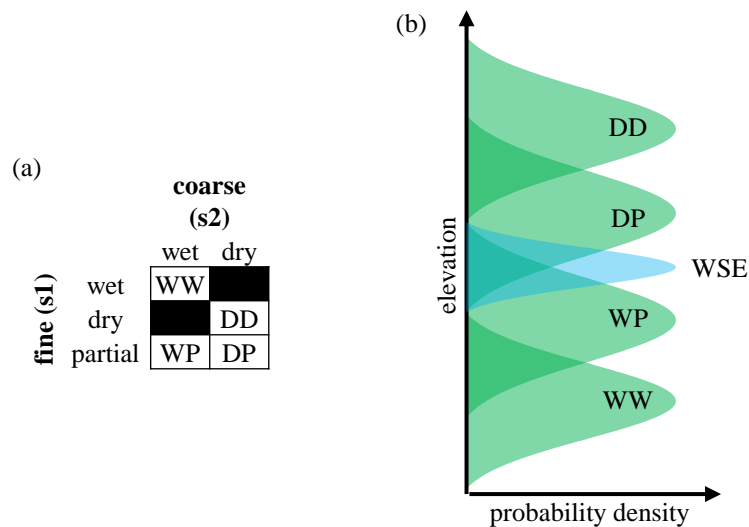 (a)
coarse
(s2)
wet dry
fine (s1)
wet WW
dry DD
partial WP DP
(b)
elevation
DD
DP
WSE
WP
WW
probability density